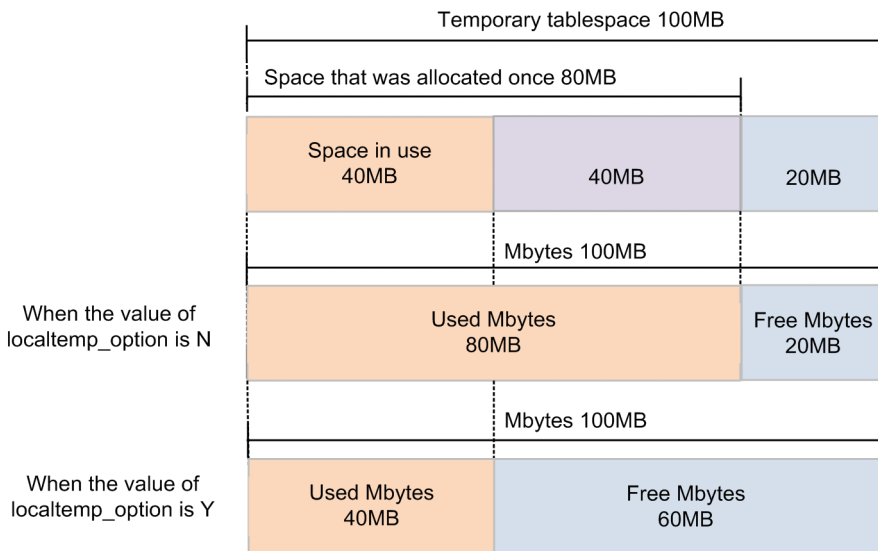 Temporary tablespace 100MB
Space that was allocated once 80MB
Space in use
40MB
40MB
20MB
Mbytes 100MB
When the value of
localtemp_option is N
Used Mbytes
80MB
Free Mbytes
20MB
Mbytes 100MB
When the value of
localtemp_option is Y
Used Mbytes
40MB
Free Mbytes
60MB